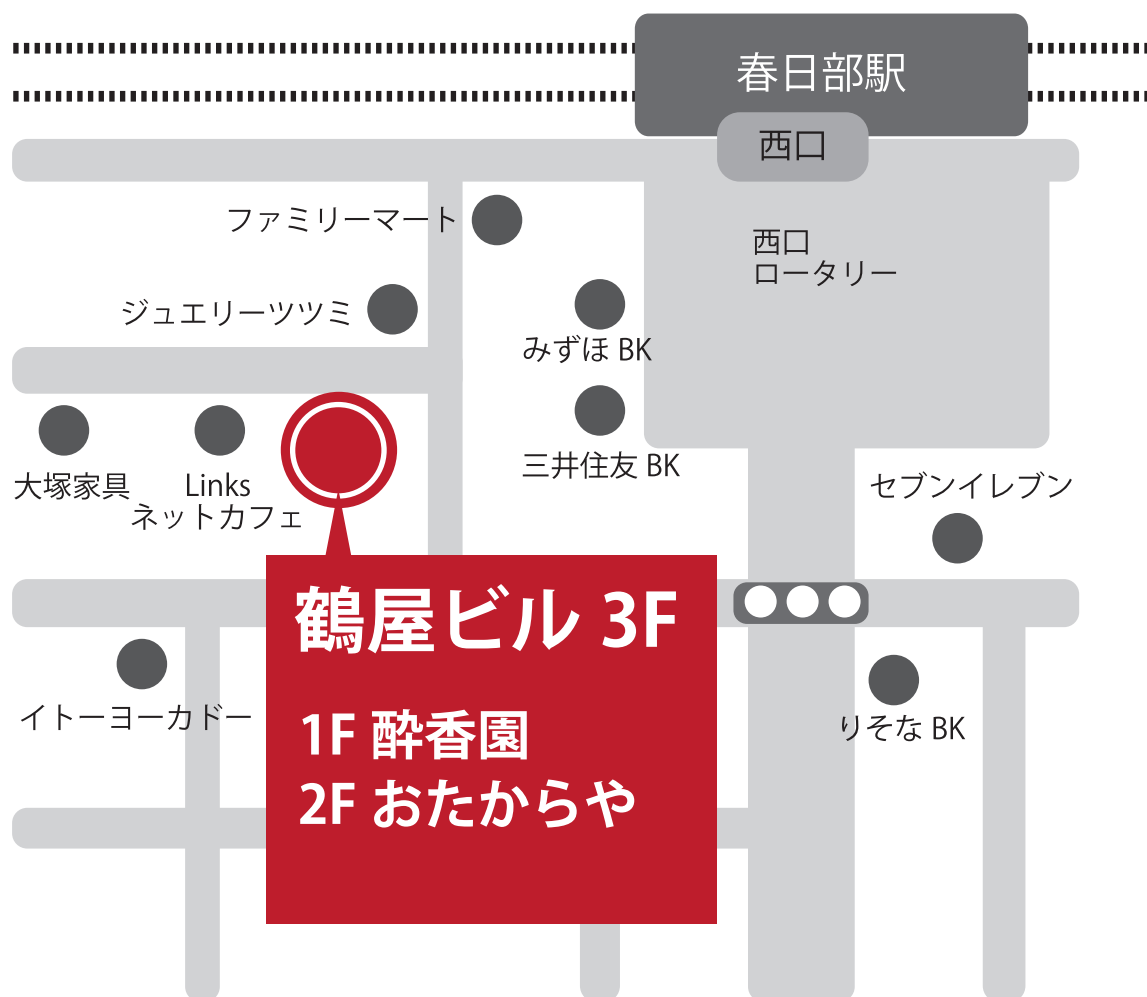 春日部駅
西口
西口
ロータリー
ファミリーマート
ジュエリーツツミ
みずほ BK
三井住友 BK
大塚家具
Links
ネットカフェ
セブンイレブン
鶴屋ビル 3F
1F 酔香園
2F おたからや
イトーヨーカドー
りそな BK